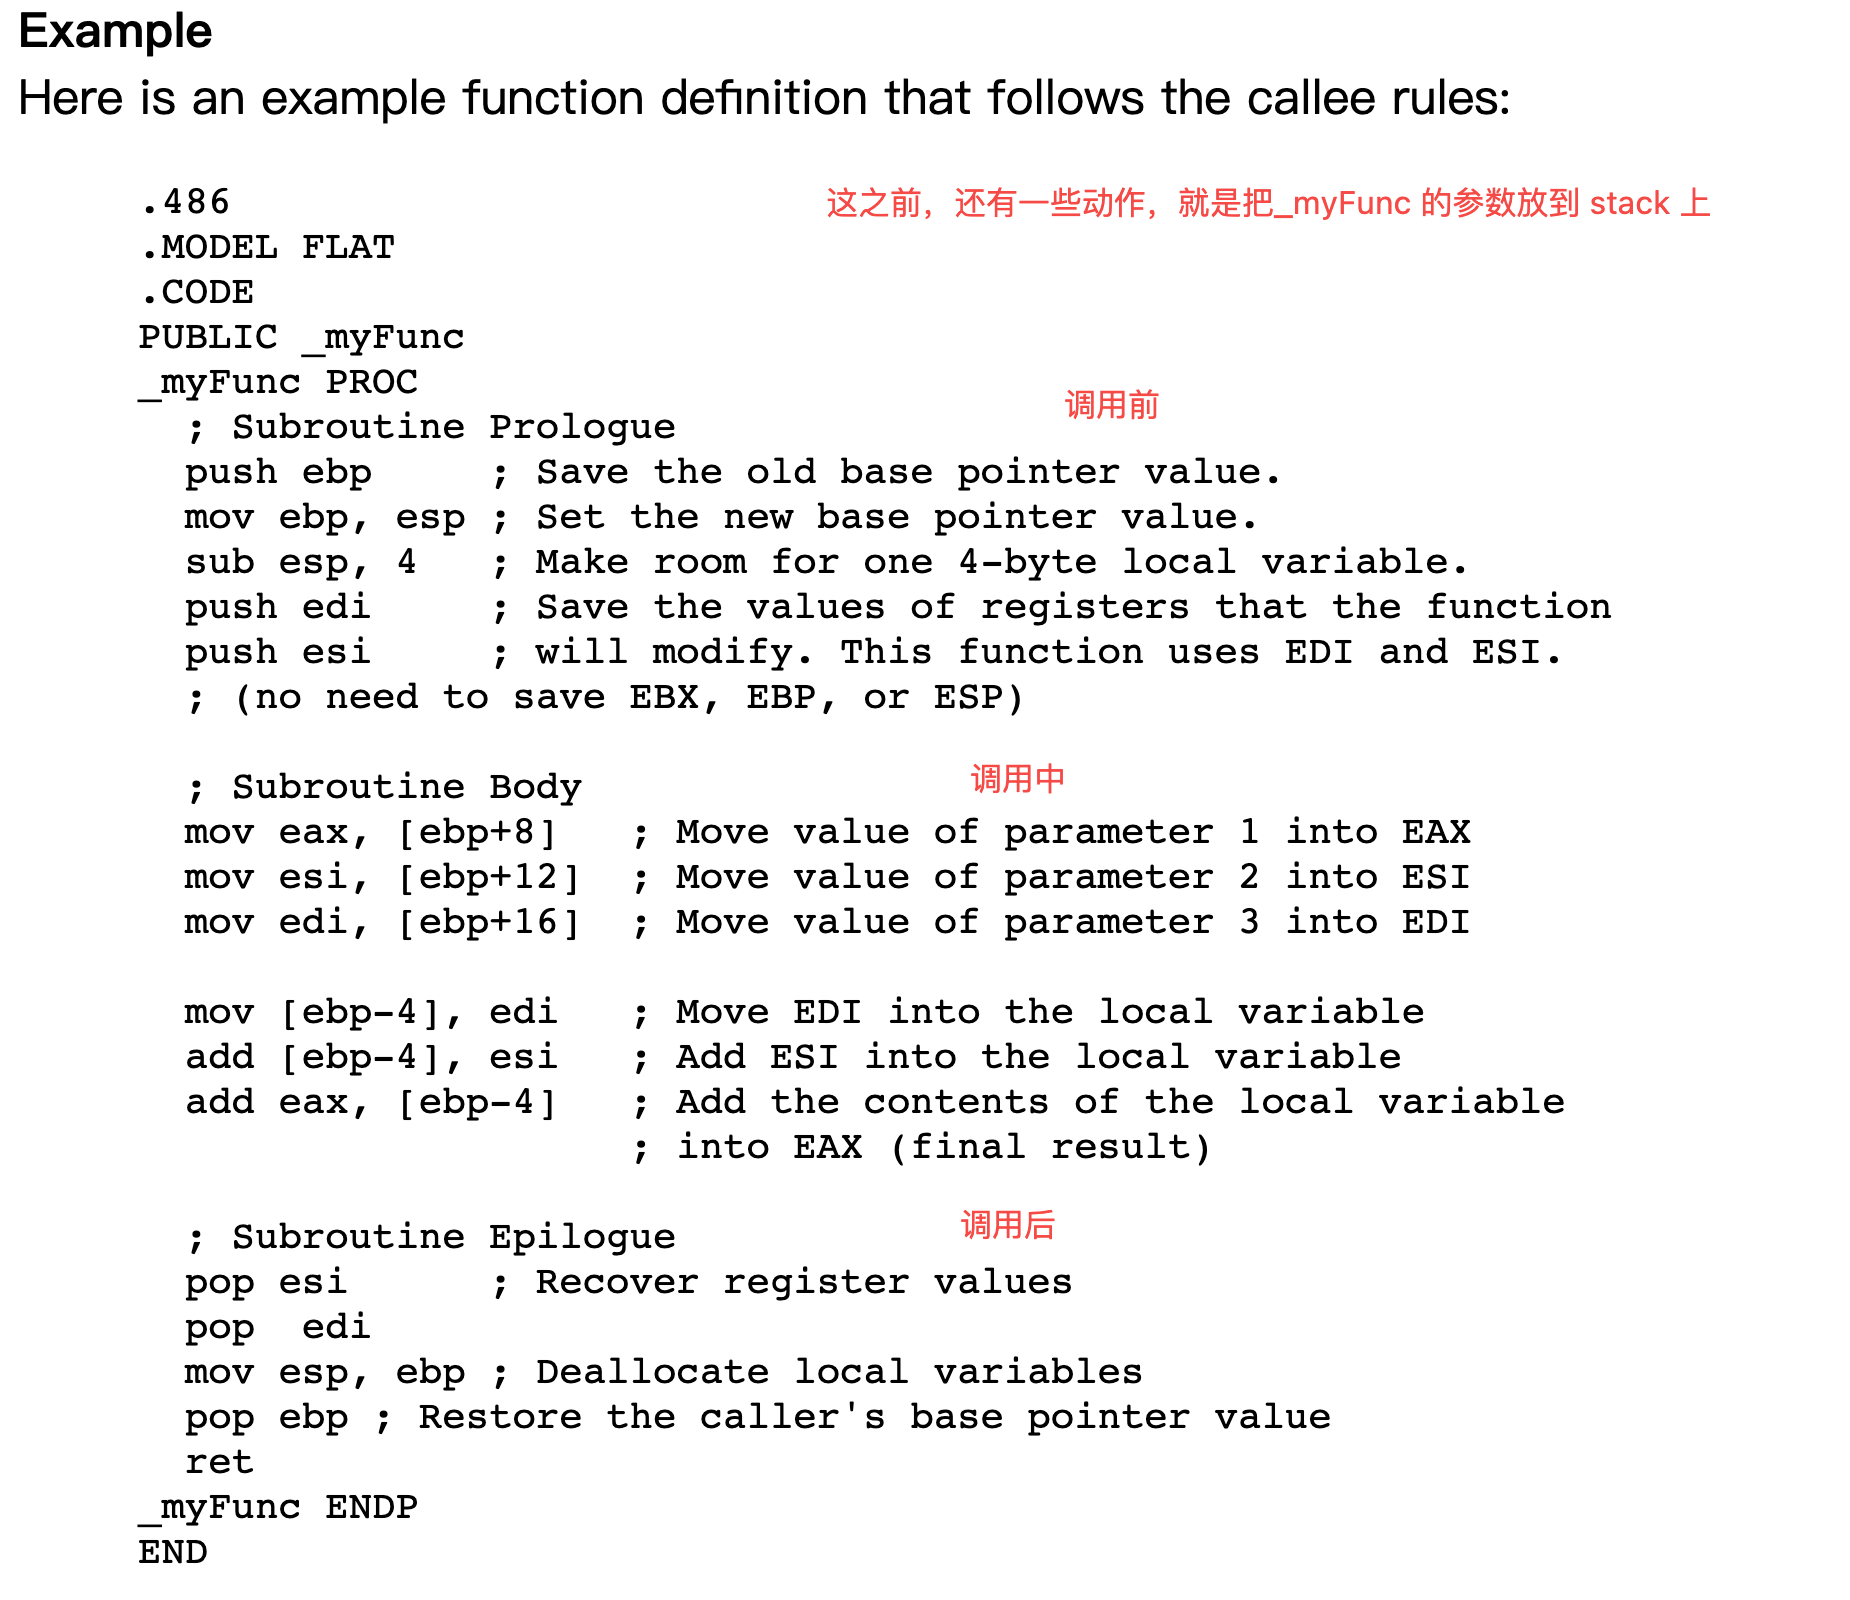 Example
Here is an example function definition that follows the callee rules:
.486
这之前，还有一些动作，就是把_myFunc 的参数放到 stack 上
.MODEL FLAT
.CODE
PUBLIC _myFunc
_myFunc PROC
调用前
; Subroutine Prologue
push ebp     ; Save the old base pointer value.
mov ebp, esp ; Set the new base pointer value.
sub esp, 4   ; Make room for one 4-byte local variable.
push edi     ; Save the values of registers that the function
push esi     ; will modify. This function uses EDI and ESI.
; (no need to save EBX, EBP, or ESP)
调用中
; Subroutine Body
mov eax, [ebp+8]   ; Move value of parameter 1 into EAX
mov esi, [ebp+12]  ; Move value of parameter 2 into ESI
mov edi, [ebp+16]  ; Move value of parameter 3 into EDI
mov [ebp-4], edi   ; Move EDI into the local variable
add [ebp-4], esi   ; Add ESI into the local variable
add eax, [ebp-4]   ; Add the contents of the local variable
; into EAX (final result)
调用后
; Subroutine Epilogue
pop esi      ; Recover register values
pop  edi
mov esp, ebp ; Deallocate local variables
pop ebp ; Restore the caller's base pointer value
ret
_myFunc ENDP
END